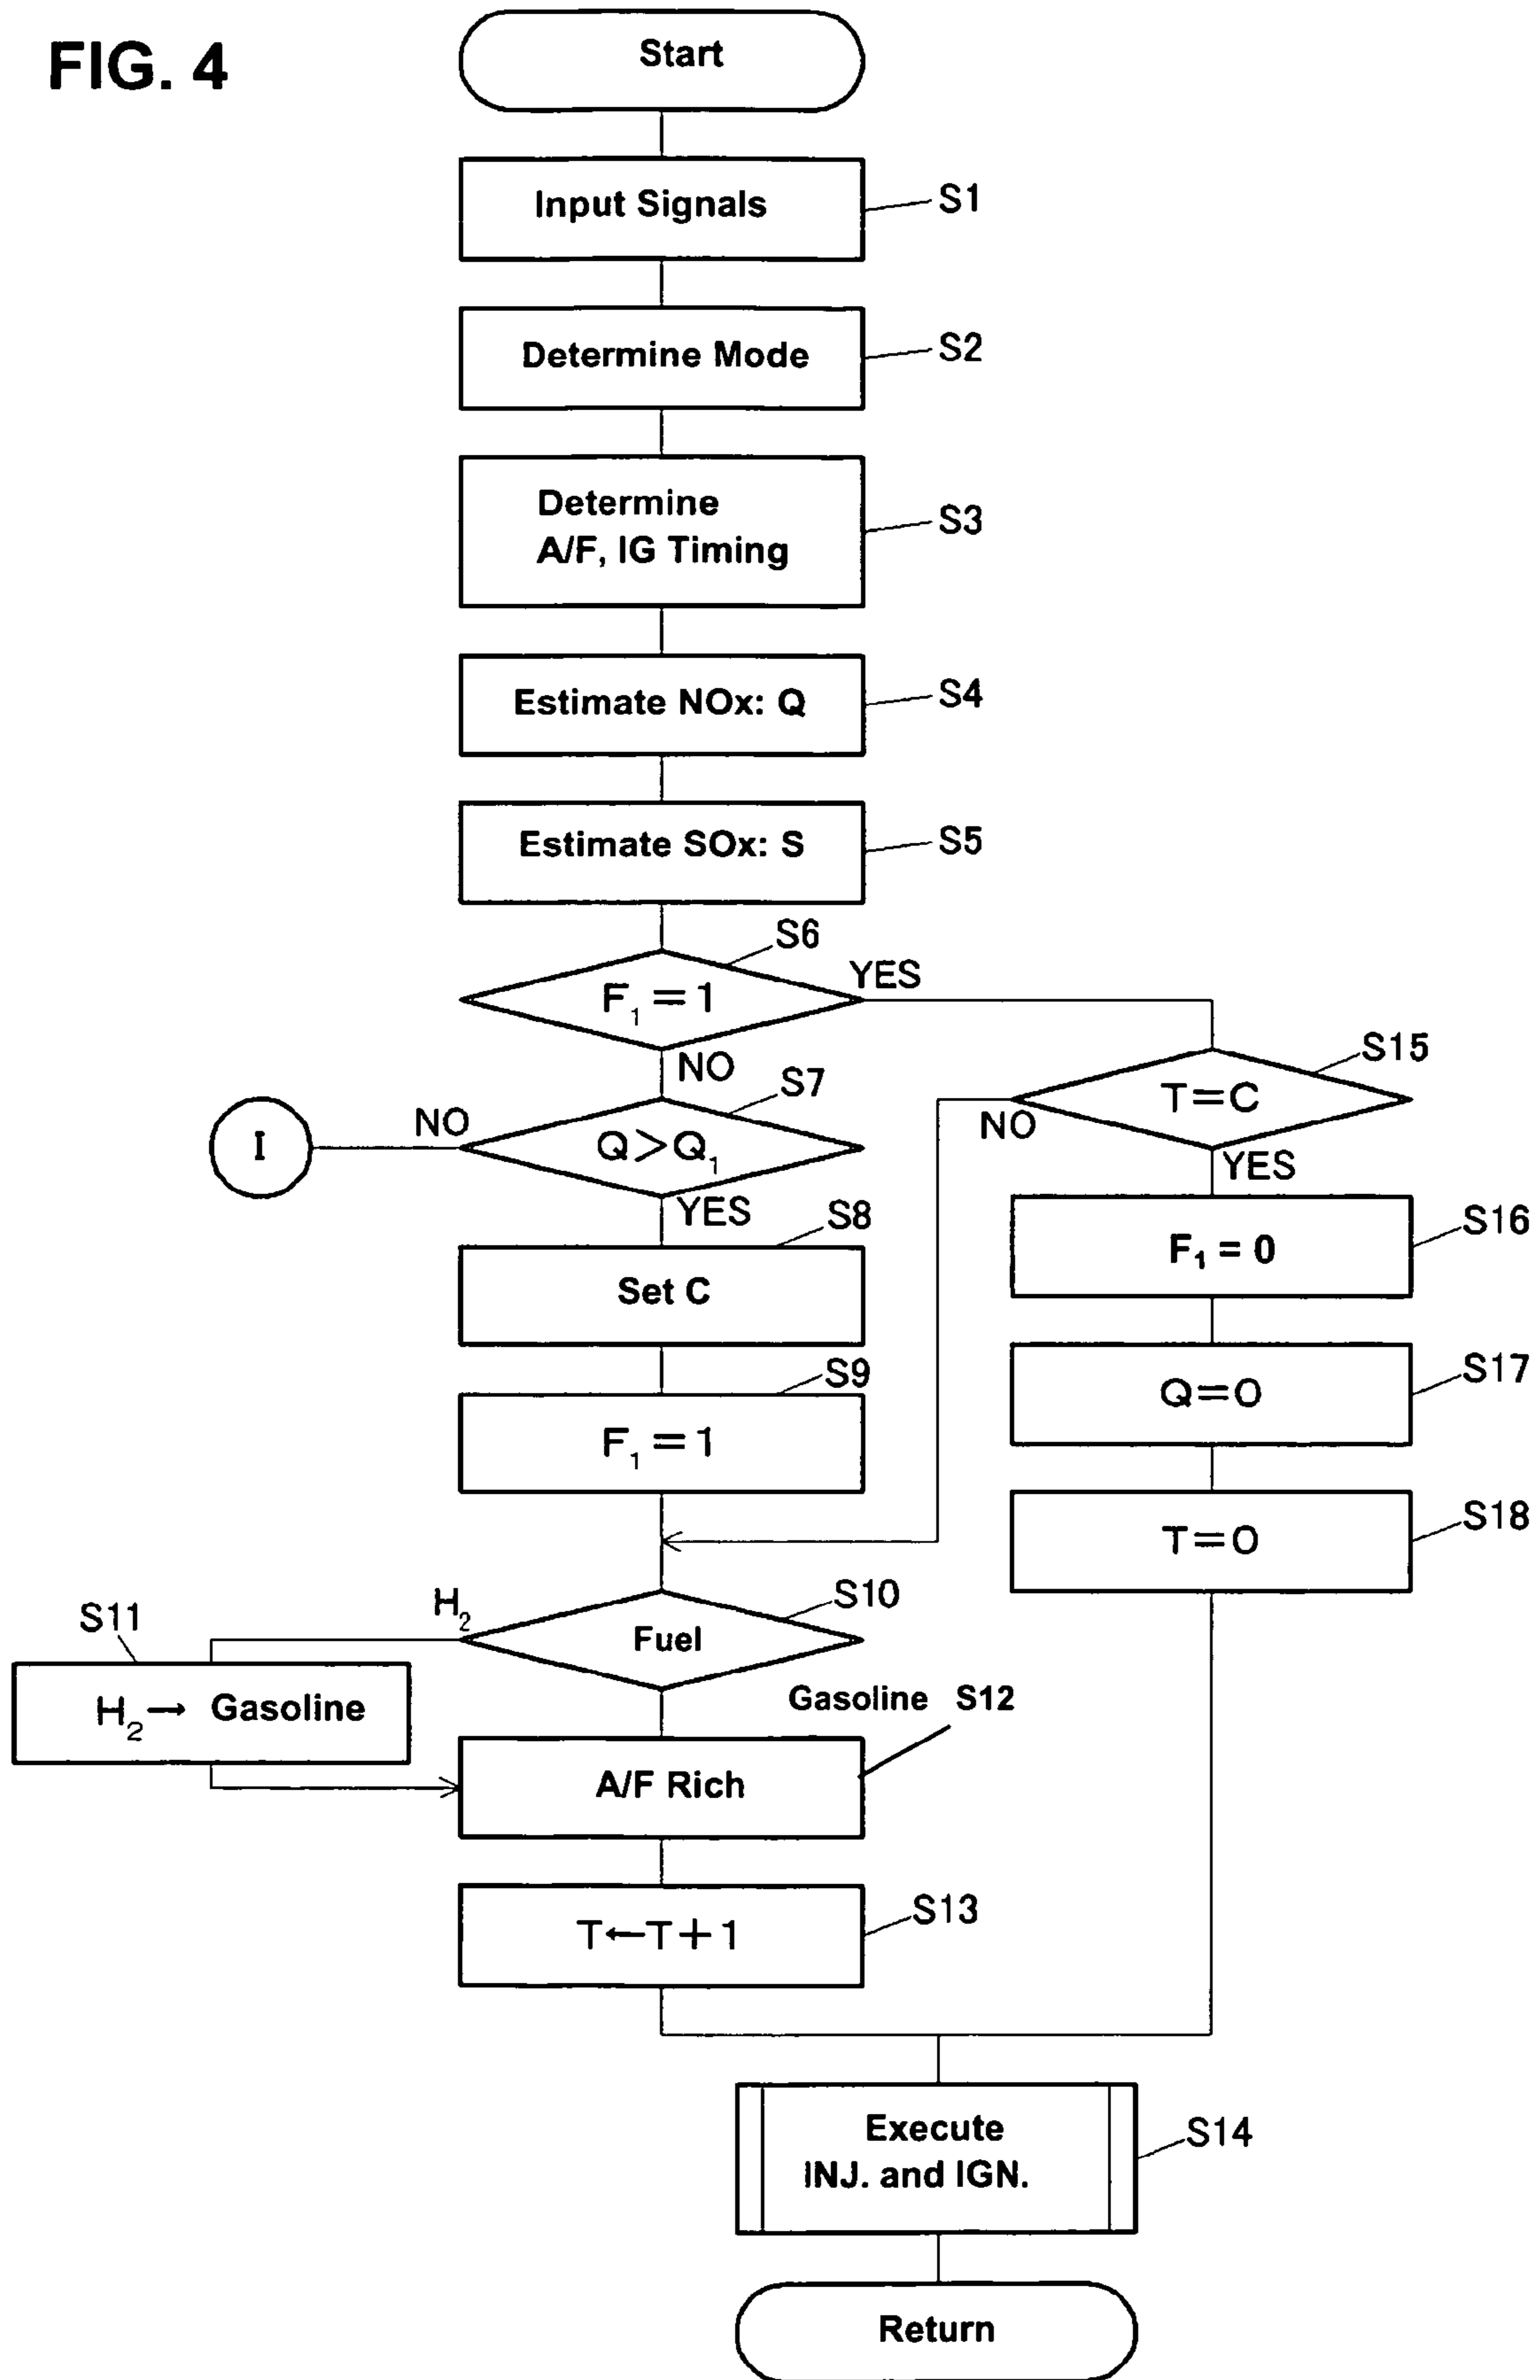 FIG. 4
Start
Input Signals
S1
Determine Mode
S2
Determine
A/F, IG Timing
S3
Estimate NOx: Q
S4
Estimate SOx: S
S5
S6
F₁ = 1
YES
NO
S7
Q > Q₁
NO
I
YES
S15
T = C
NO
YES
S8
Set C
S16
F₁ = 0
S9
F₁ = 1
S17
Q = 0
S18
T = 0
S10
Fuel
H₂
S11
H₂ → Gasoline
Gasoline S12
A/F Rich
S13
T ← T + 1
Execute
INJ. and IGN.
S14
Return